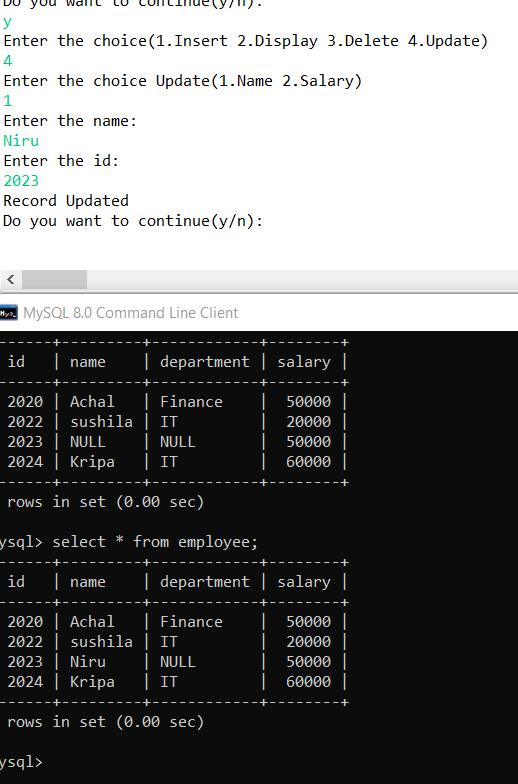 Do you want to continue(y/n):
y
Enter the choice(1.Insert 2.Display 3.Delete 4.Update)
4
Enter the choice Update(1.Name 2.Salary)
1
Enter the name:
Niru
Enter the id:
2023
Record Updated
Do you want to continue(y/n):
MySQL 8.0 Command Line Client
------+---------+------------+--------+
id | name | department | salary |
------+---------+------------+--------+
2020 | Achal | Finance | 50000 |
2022 | sushila | IT | 20000 |
2023 | NULL | NULL | 50000 |
2024 | Kripa | IT | 60000 |
------+---------+------------+--------+
rows in set (0.00 sec)
ysql> select * from employee;
------+---------+------------+--------+
id | name | department | salary |
------+---------+------------+--------+
2020 | Achal | Finance | 50000 |
2022 | sushila | IT | 20000 |
2023 | Niru | NULL | 50000 |
2024 | Kripa | IT | 60000 |
------+---------+------------+--------+
rows in set (0.00 sec)
ysql>